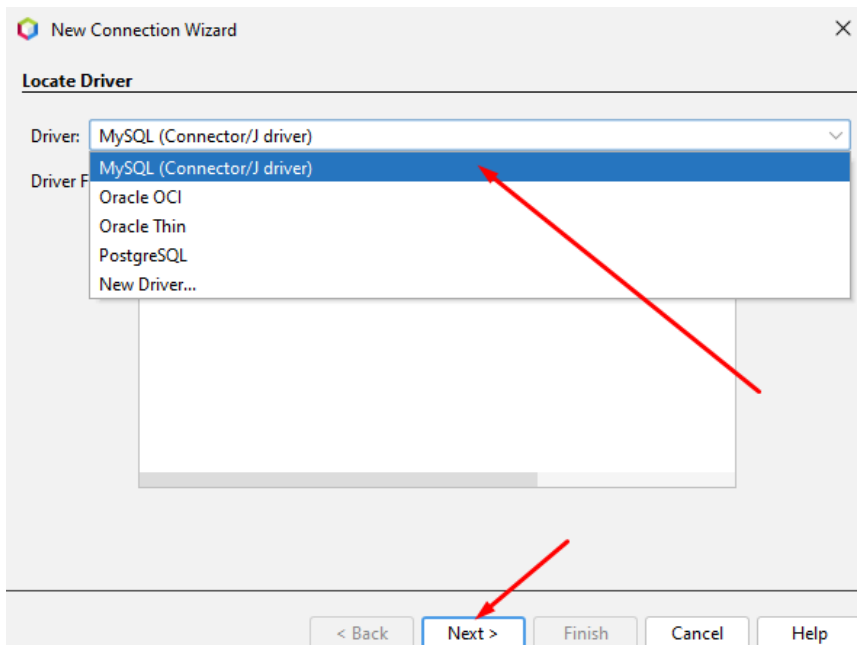 New Connection Wizard
Locate Driver
Driver: MySQL (Connector/J driver)
MySQL (Connector/J driver)
Driver F
Oracle OCI
Oracle Thin
PostgreSQL
New Driver...
< Back Next > Finish Cancel Help